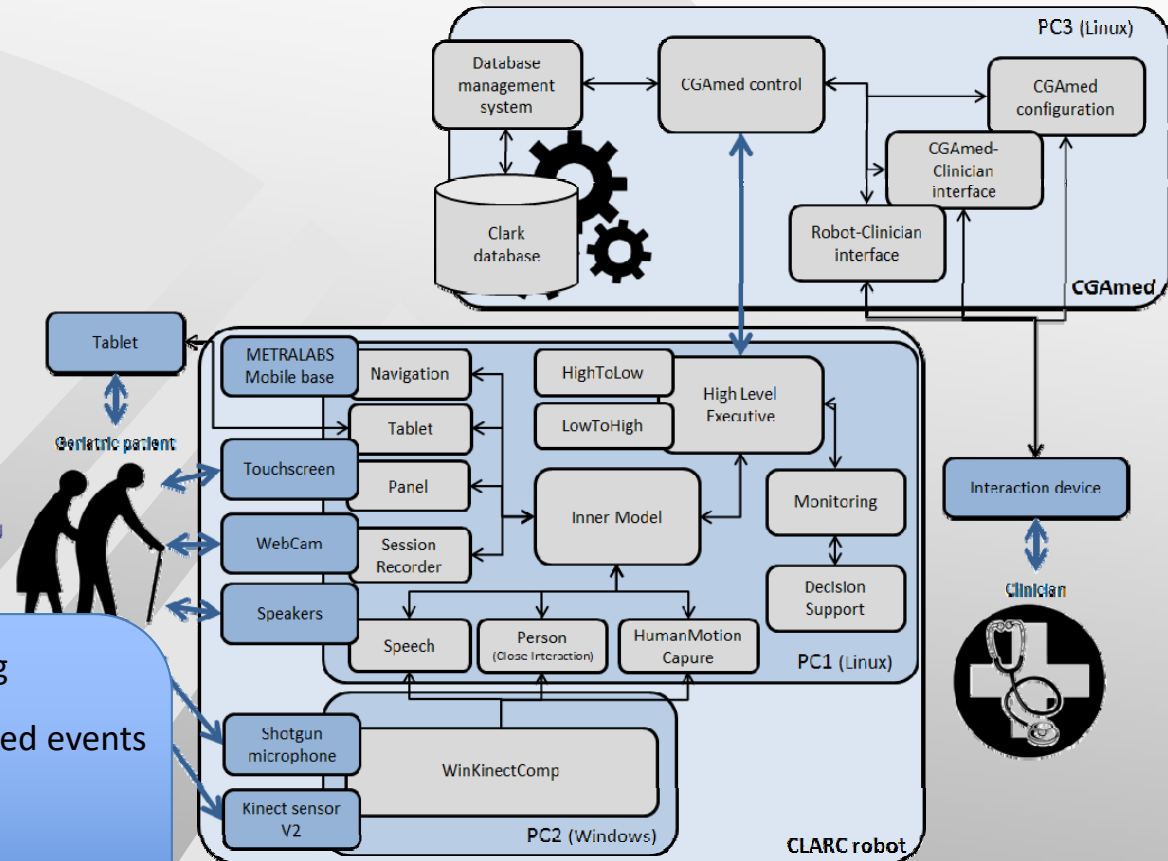 PC3 (Linux)
Database
management
system
CGAmed control
CGAmed
configuration
CGAmed-
Clinician
interface
Robot-Clinician
interface
Clark
database
CGAmed
Tablet
Geriatric patient
METRALABS
Mobile base
Navigation
Tablet
Touchscreen
Panel
WebCam
Session
Recorder
Speakers
HighToLow
LowToHigh
High Level
Executive
Inner Model
Monitoring
Decision
Support
Speech
Person
(Close Interaction)
HumanMotion
Capure
PC1 (Linux)
Interaction device
Clinician
g
ed events
Shotgun
microphone
Kinect sensor
V2
WinKinectComp
PC2 (Windows)
CLARC robot